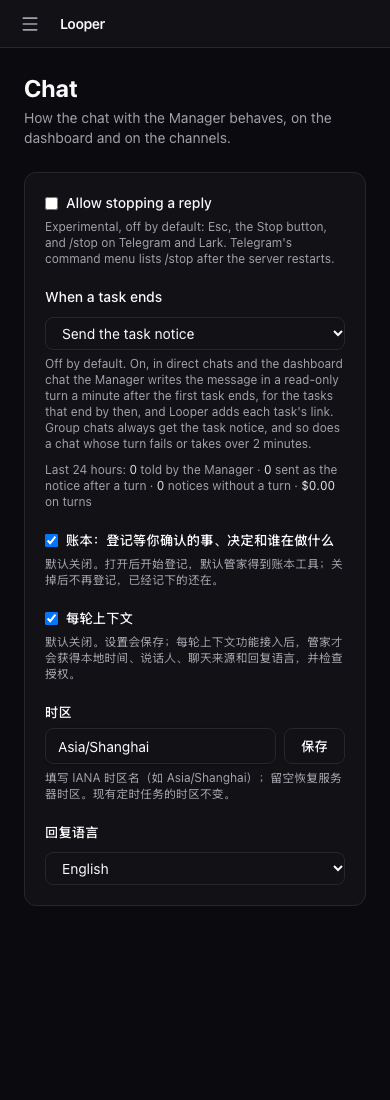 Looper
Chat
How the chat with the Manager behaves, on the
dashboard and on the channels.
Allow stopping a reply
Experimental, off by default: Esc, the Stop button,
and /stop on Telegram and Lark. Telegram's
command menu lists /stop after the server restarts.
When a task ends
Send the task notice
Off by default. On, in direct chats and the dashboard
chat the Manager writes the message in a read-only
turn a minute after the first task ends, for the tasks
that end by then, and Looper adds each task's link.
Group chats always get the task notice, and so does
a chat whose turn fails or takes over 2 minutes.
Last 24 hours: 0 told by the Manager · 0 sent as the
notice after a turn · 0 notices without a turn · $0.00
on turns
账本：登记等你确认的事、决定和谁在做什么
默认关闭。打开后开始登记，默认管家得到账本工具；关
掉后不再登记，已经记下的还在。
每轮上下文
默认关闭。设置会保存；每轮上下文功能接入后，管家才
会获得本地时间、说话人、聊天来源和回复语言，并检查
授权。
时区
Asia/Shanghai
保存
填写 IANA 时区名（如 Asia/Shanghai）；留空恢复服务
器时区。现有定时任务的时区不变。
回复语言
English